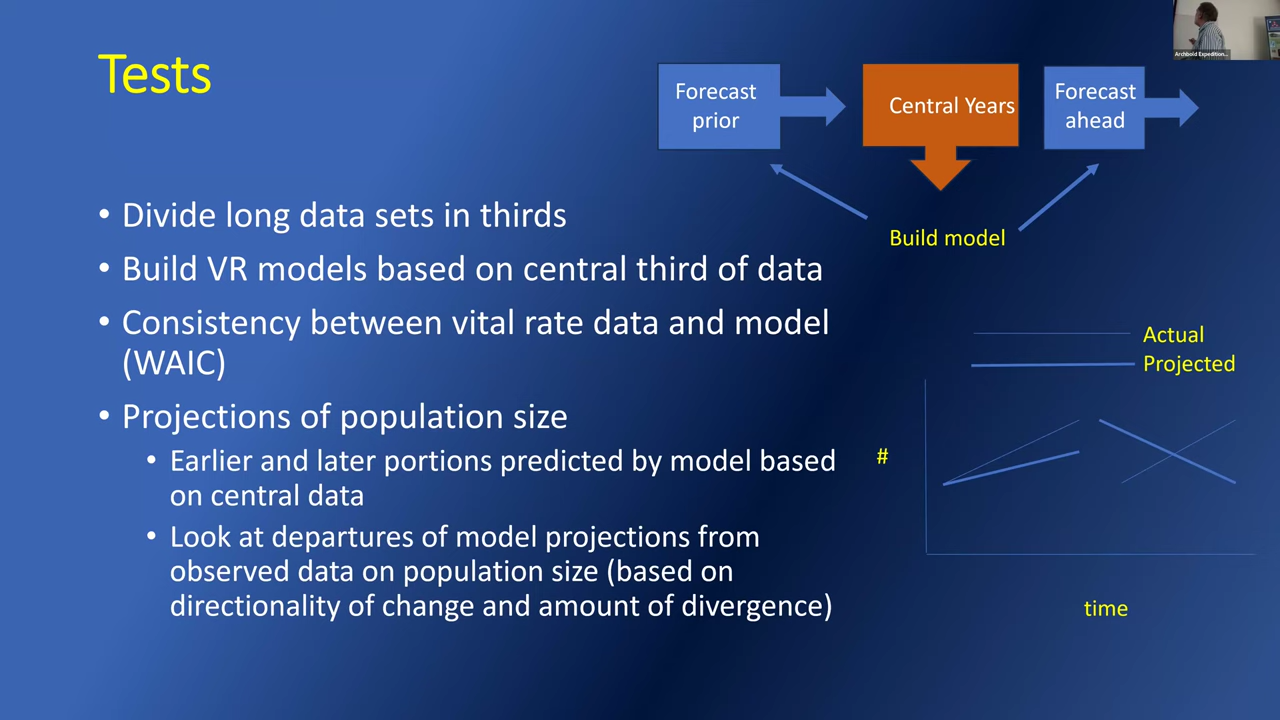 Tests
Forecast
prior
Central Years
Forecast
ahead
Build model
• Divide long data sets in thirds
• Build VR models based on central third of data
• Consistency between vital rate data and model
(WAIC)
• Projections of population size
• Earlier and later portions predicted by model based
on central data
• Look at departures of model projections from
observed data on population size (based on
directionality of change and amount of divergence)
Actual
Projected
#
time
Archbold Expedition...